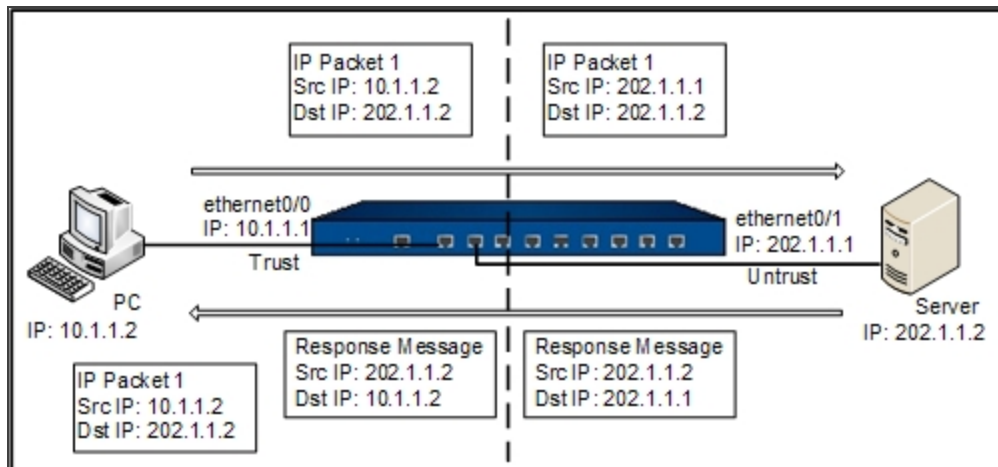 IP Packet 1
Src IP: 10.1.1.2
Dst IP: 202.1.1.2
IP Packet 1
Src IP: 202.1.1.1
Dst IP: 202.1.1.2
ethernet0/0
IP: 10.1.1.1
Trust
ethernet0/1
IP: 202.1.1.1
Untrust
PC
IP: 10.1.1.2
Server
IP: 202.1.1.2
Response Message
Src IP: 202.1.1.2
Dst IP: 10.1.1.2
Response Message
Src IP: 202.1.1.2
Dst IP: 202.1.1.1
IP Packet 1
Src IP: 10.1.1.2
Dst IP: 202.1.1.2